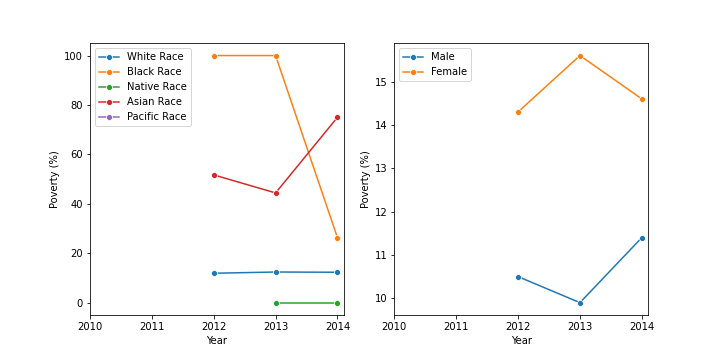 White Race
Black Race
Native Race
Asian Race
Pacific Race
100
80
60
40
20
0
Poverty (%)
2010 2011 2012 2013 2014
Year
Male
Female
15
14
13
12
11
10
Poverty (%)
2010 2011 2012 2013 2014
Year